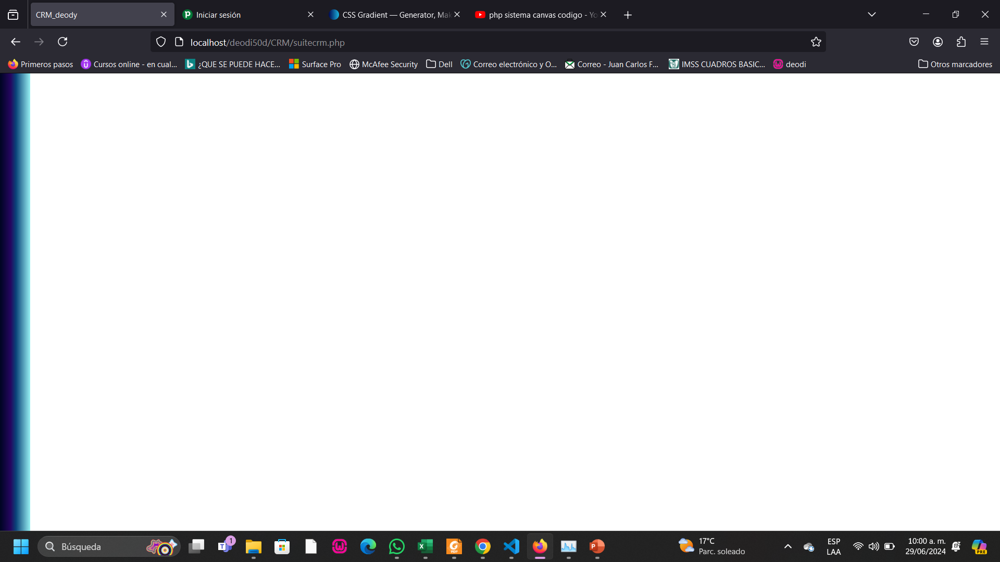 CRM_deody
Iniciar sesión
CSS Gradient — Generator, Mak
php sistema canvas codigo - Yo
localhost/deodi50d/CRM/suitecrm.php
Primeros pasos
Cursos online - en cual...
¿QUE SE PUEDE HACE...
Surface Pro
McAfee Security
Dell
Correo electrónico y O...
Correo - Juan Carlos F...
IMSS CUADROS BASIC...
deodi
Otros marcadores
Búsqueda
1
17°C
Parc. soleado
ESP
LAA
10:00 a. m.
29/06/2024
PRE